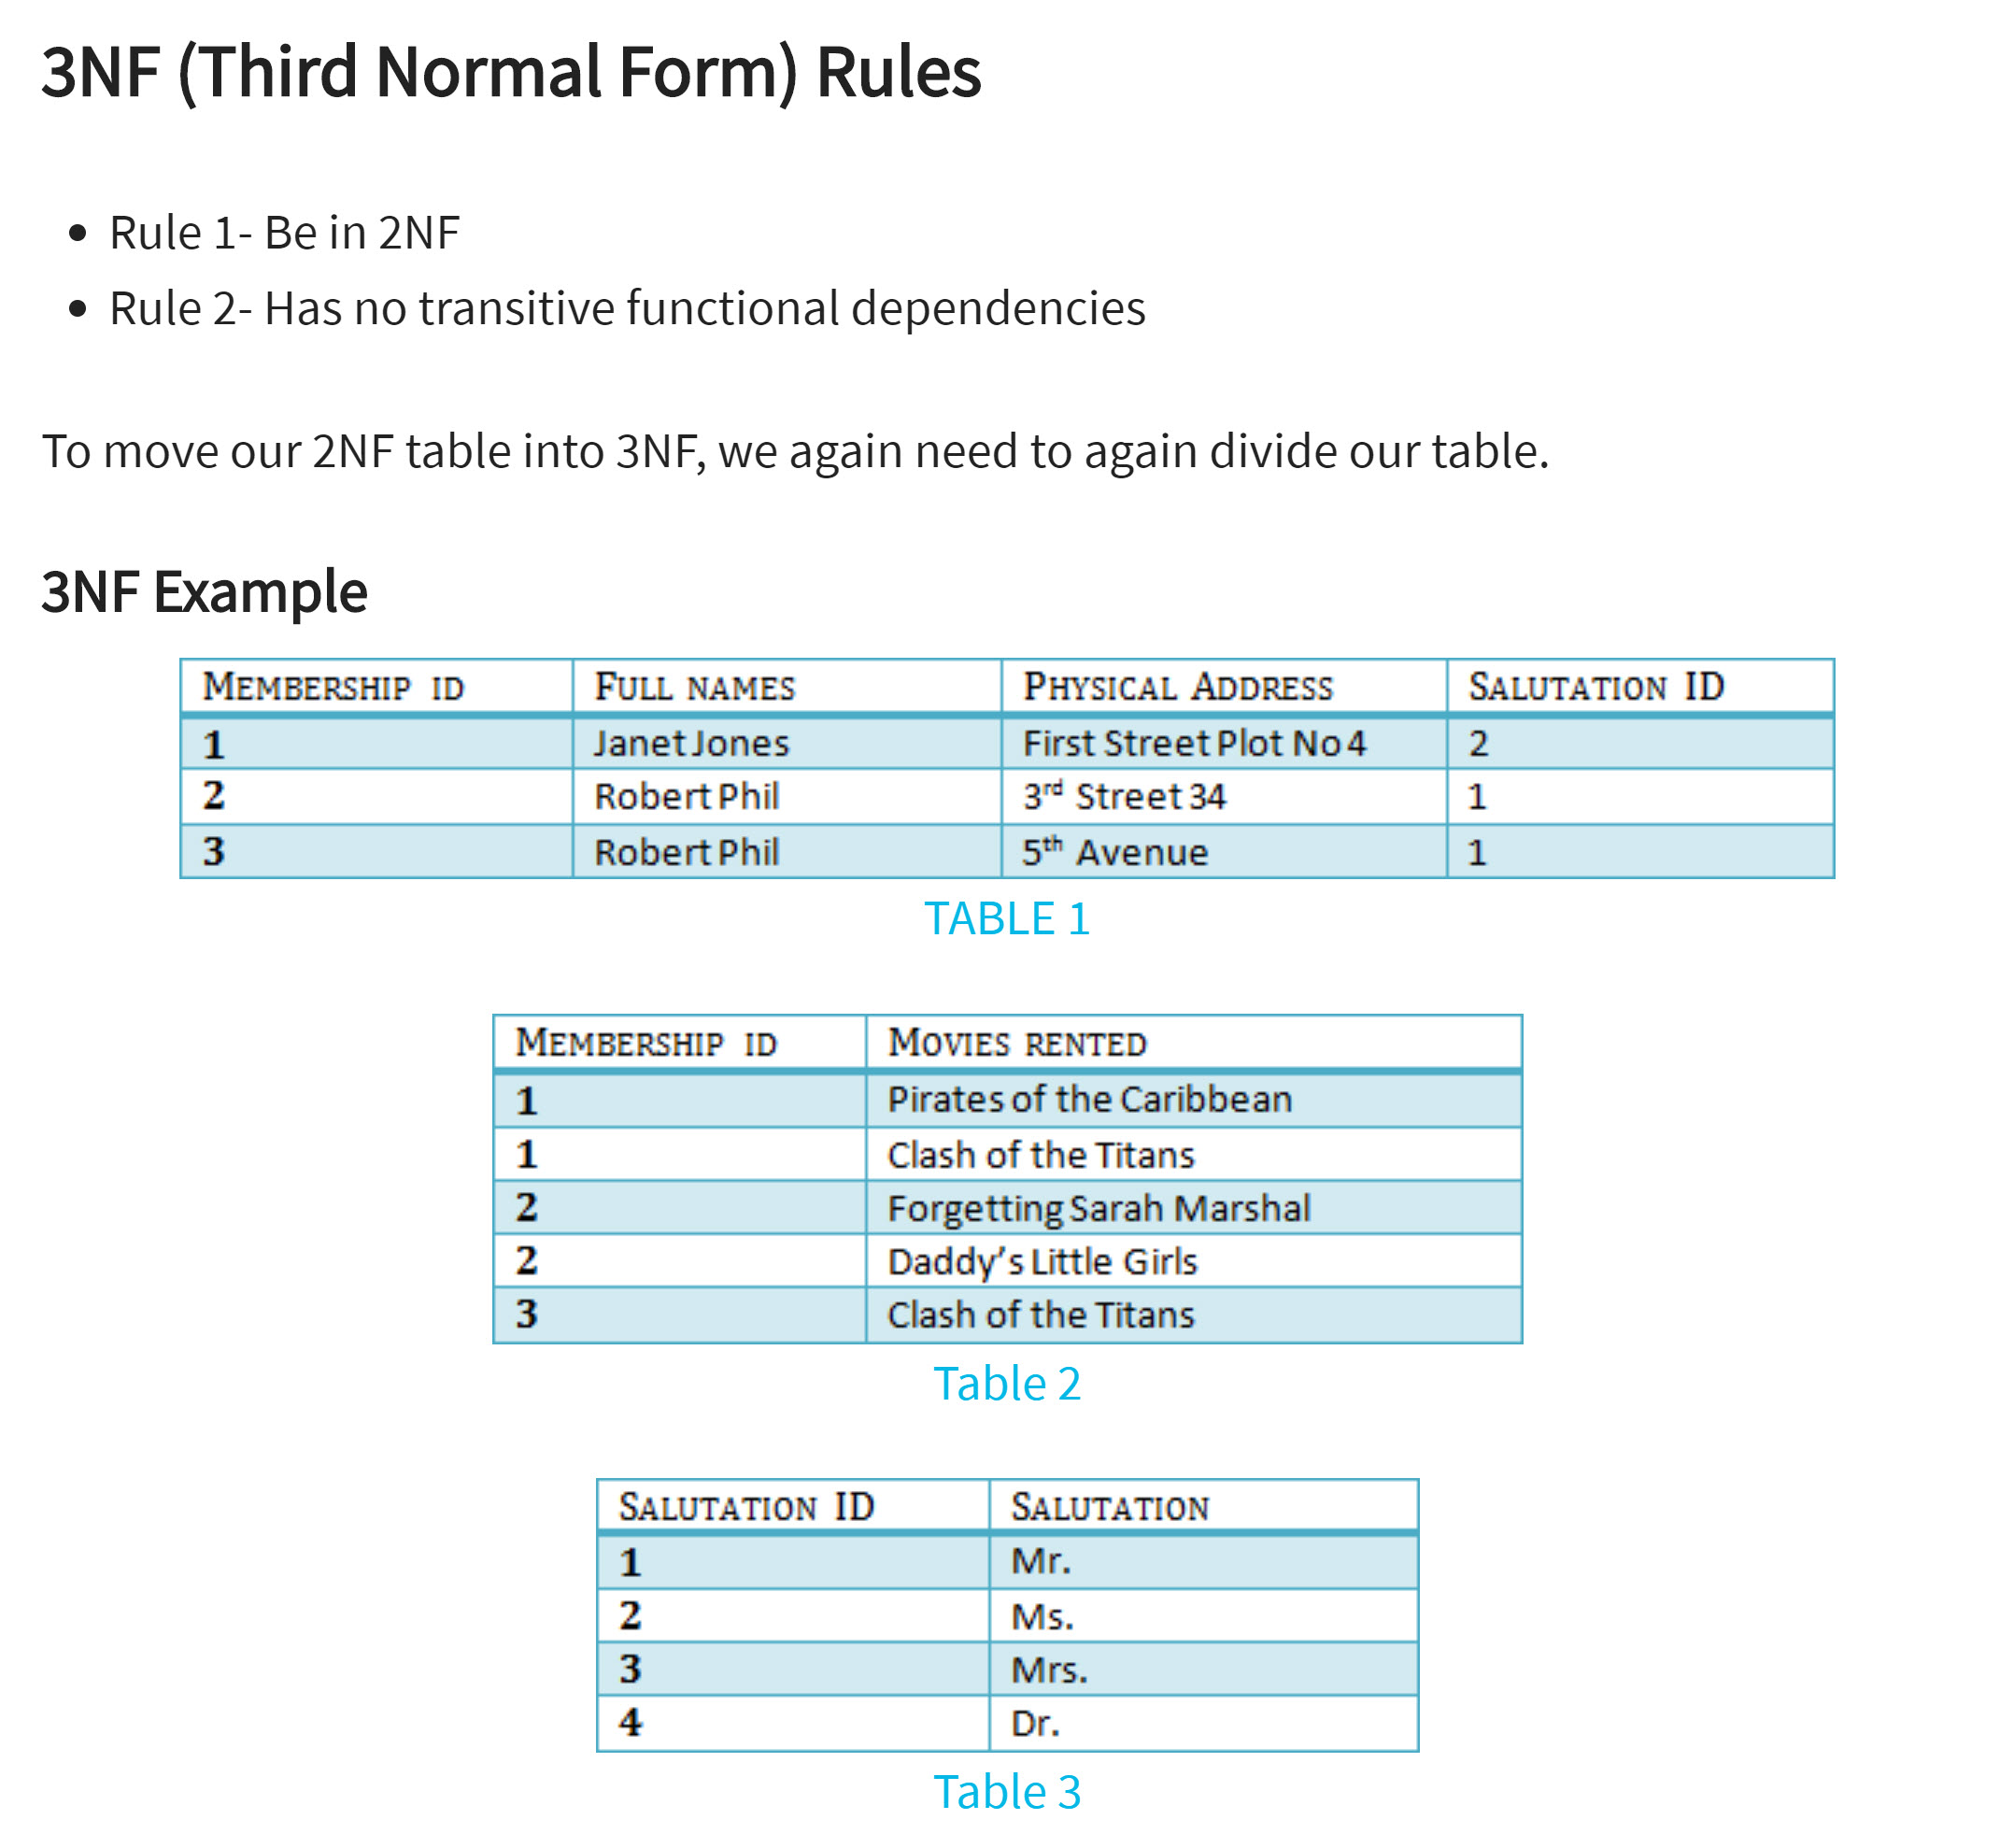 3NF (Third Normal Form) Rules
• Rule 1- Be in 2NF
• Rule 2- Has no transitive functional dependencies
To move our 2NF table into 3NF, we again need to again divide our table.
3NF Example
MEMBERSHIP ID FULL NAMES PHYSICAL ADDRESS SALUTATION ID
1 Janet Jones First Street Plot No 4 2
2 Robert Phil 3rd Street 34 1
3 Robert Phil 5th Avenue 1
TABLE 1
MEMBERSHIP ID MOVIES RENTED
1 Pirates of the Caribbean
1 Clash of the Titans
2 Forgetting Sarah Marshal
2 Daddy's Little Girls
3 Clash of the Titans
Table 2
SALUTATION ID SALUTATION
1 Mr.
2 Ms.
3 Mrs.
4 Dr.
Table 3